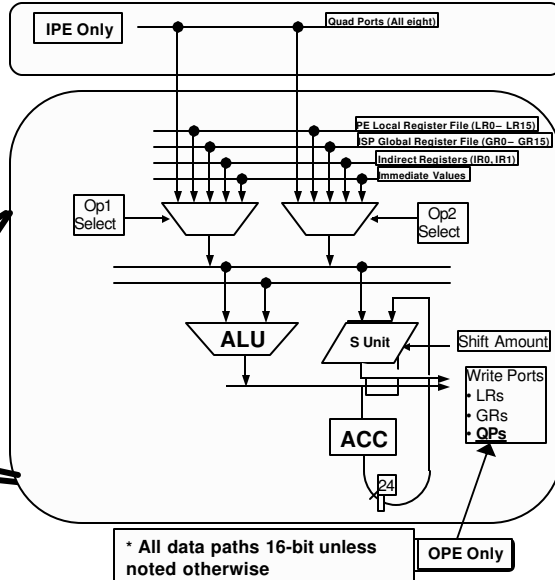 IPE Only
Quad Ports (All eight)
PE Local Register File (LR0– LR15)
ISP Global Register File (GR0– GR15)
Indirect Registers (IR0, IR1)
Immediate Values
Op1
Select
Op2
Select
ALU
S Unit
Shift Amount
Write Ports
• LRs
• GRs
• QPs
ACC
24
* All data paths 16-bit unless
noted otherwise
OPE Only